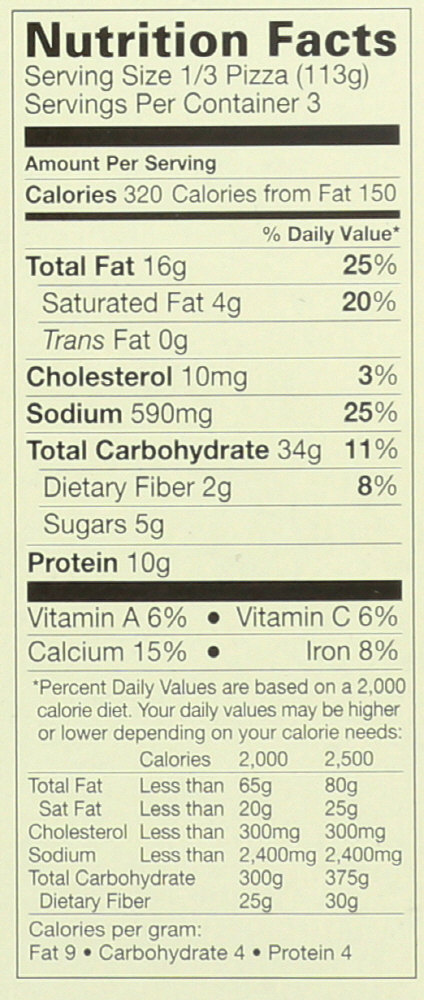 Nutrition Facts
Serving Size 1/3 Pizza (113g)
Servings Per Container 3
Amount Per Serving
Calories 320 Calories from Fat 150
% Daily Value*
Total Fat 16g 25%
Saturated Fat 4g 20%
Trans Fat 0g
Cholesterol 10mg 3%
Sodium 590mg 25%
Total Carbohydrate 34g 11%
Dietary Fiber 2g 8%
Sugars 5g
Protein 10g
Vitamin A 6% • Vitamin C 6%
Calcium 15% • Iron 8%
*Percent Daily Values are based on a 2,000
calorie diet. Your daily values may be higher
or lower depending on your calorie needs:
Calories 2,000 2,500
Total Fat Less than 65g 80g
Sat Fat Less than 20g 25g
Cholesterol Less than 300mg 300mg
Sodium Less than 2,400mg 2,400mg
Total Carbohydrate 300g 375g
Dietary Fiber 25g 30g
Calories per gram:
Fat 9 • Carbohydrate 4 • Protein 4